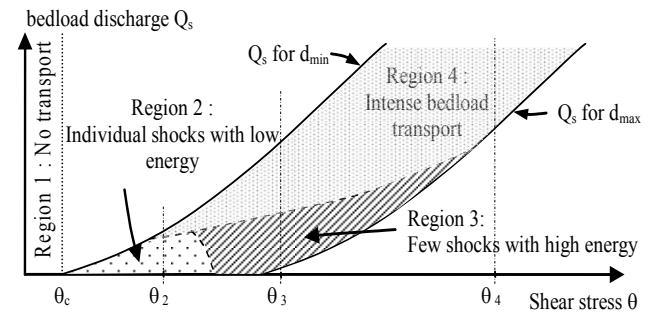 bedload discharge Qs
Qs for dmin
Region 4 :
Intense bedload
transport
Qs for dmax
Region 2 :
Individual shocks with low
energy
Region 1 : No transport
Region 3:
Few shocks with high energy
θc
θ2
θ3
θ4
Shear stress θ